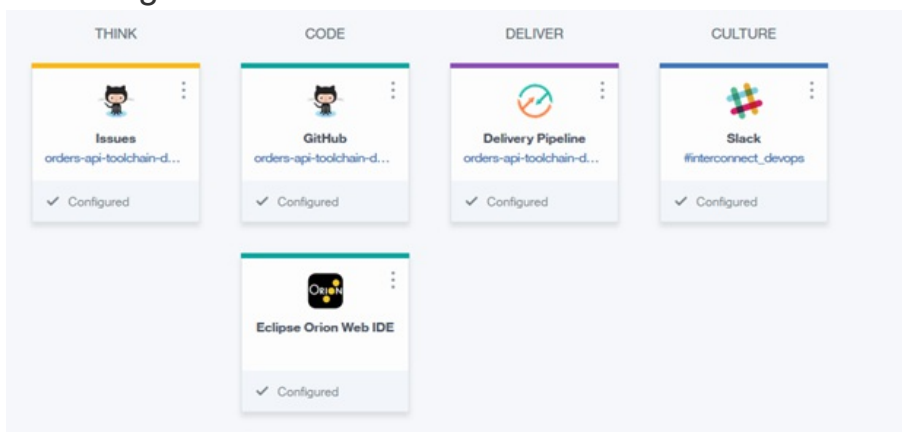 THINK CODE DELIVER CULTURE
Issues GitHub Delivery Pipeline Slack
orders-api-toolchain-d... orders-api-toolchain-d... orders-api-toolchain-d... #interconnect_devops
Configured Configured Configured Configured
ORION
Eclipse Orion Web IDE
Configured